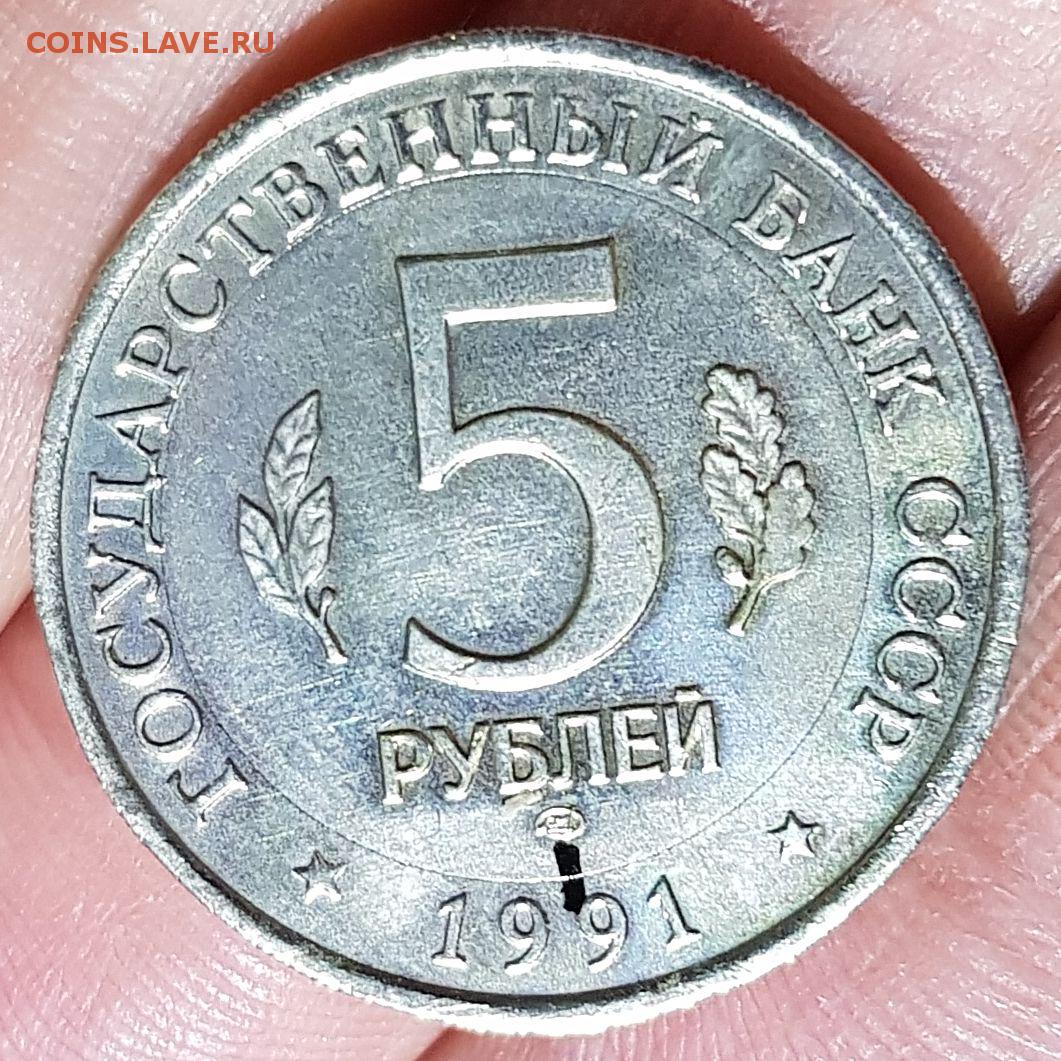 COINS.LAVE.RU
ГОСУДАРСТВЕННЫЙ БАНК СССР
5
РУБЛЕЙ
1991